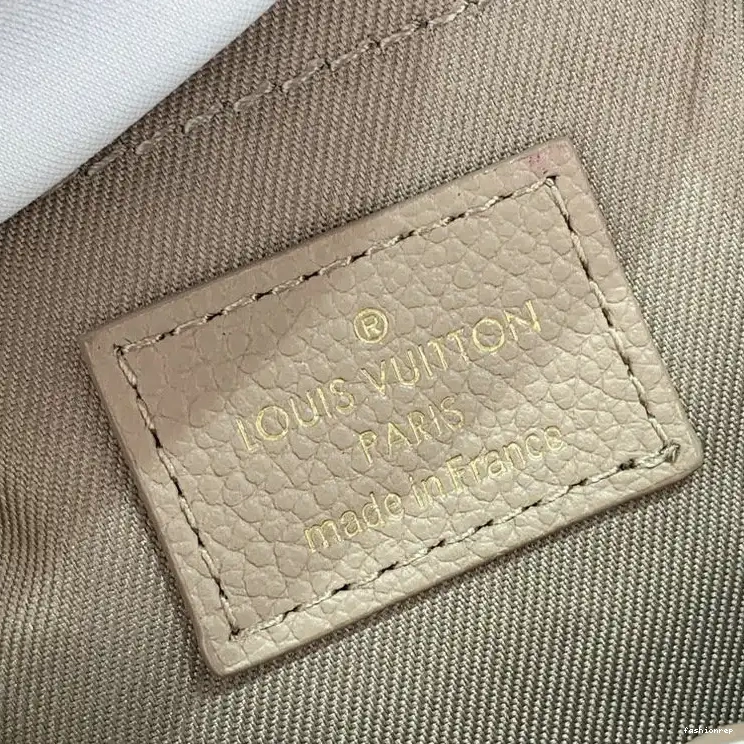 ®
LOUIS VUITTON
PARIS
made in France
fashionrep